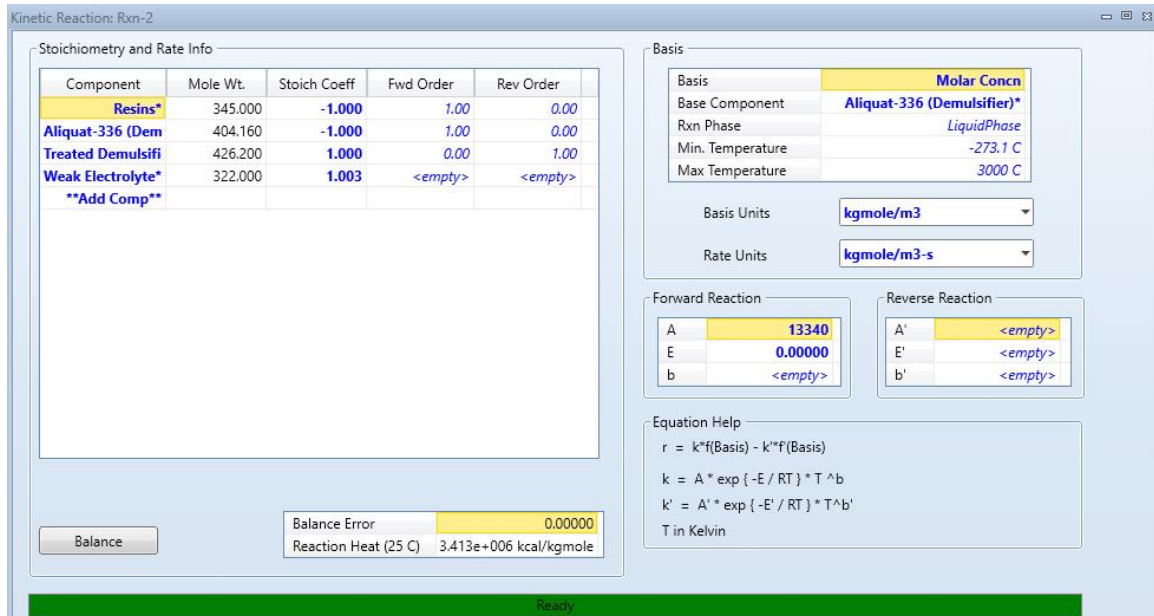 Kinetic Reaction: Rxn-2
Stoichiometry and Rate Info
Component Mole Wt. Stoich Coeff Fwd Order Rev Order
Resins* 345.000 -1.000 1.00 0.00
Aliquat-336 (Dem 404.160 -1.000 1.00 0.00
Treated Demulsifi 426.200 1.000 0.00 1.00
Weak Electrolyte* 322.000 1.003 <empty> <empty>
**Add Comp**
Balance
Balance Error 0.00000
Reaction Heat (25 C) 3.413e+006 kcal/kgmole
Basis
Basis Molar Concn
Base Component Aliquat-336 (Demulsifier)*
Rxn Phase LiquidPhase
Min. Temperature -273.1 C
Max Temperature 3000 C
Basis Units kgmole/m3
Rate Units kgmole/m3-s
Forward Reaction
A 13340
E 0.00000
b <empty>
Reverse Reaction
A' <empty>
E' <empty>
b' <empty>
Equation Help
r = k*f(Basis) - k'*f'(Basis)
k = A * exp { -E / RT } * T ^b
k' = A' * exp { -E' / RT } * T^b'
T in Kelvin
Ready